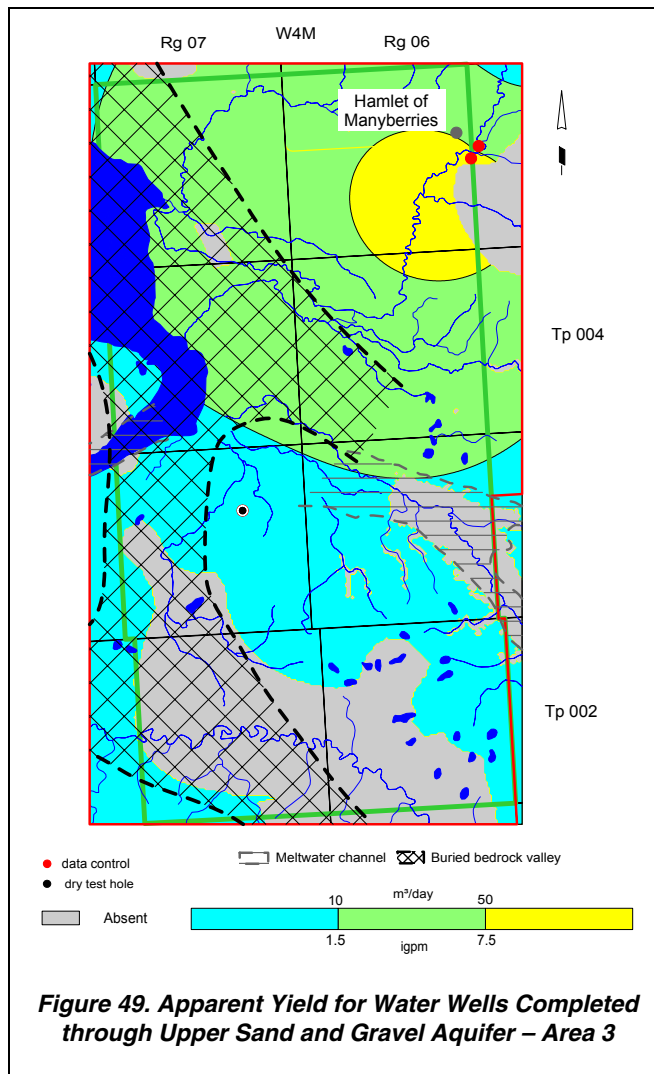 Rg 07 W4M Rg 06
Hamlet of
Manyberries
Tp 004
Tp 002
data control
Meltwater channel
Buried bedrock valley
dry test hole
Absent
10 m³/day 50
1.5 igpm 7.5
Figure 49. Apparent Yield for Water Wells Completed
through Upper Sand and Gravel Aquifer – Area 3